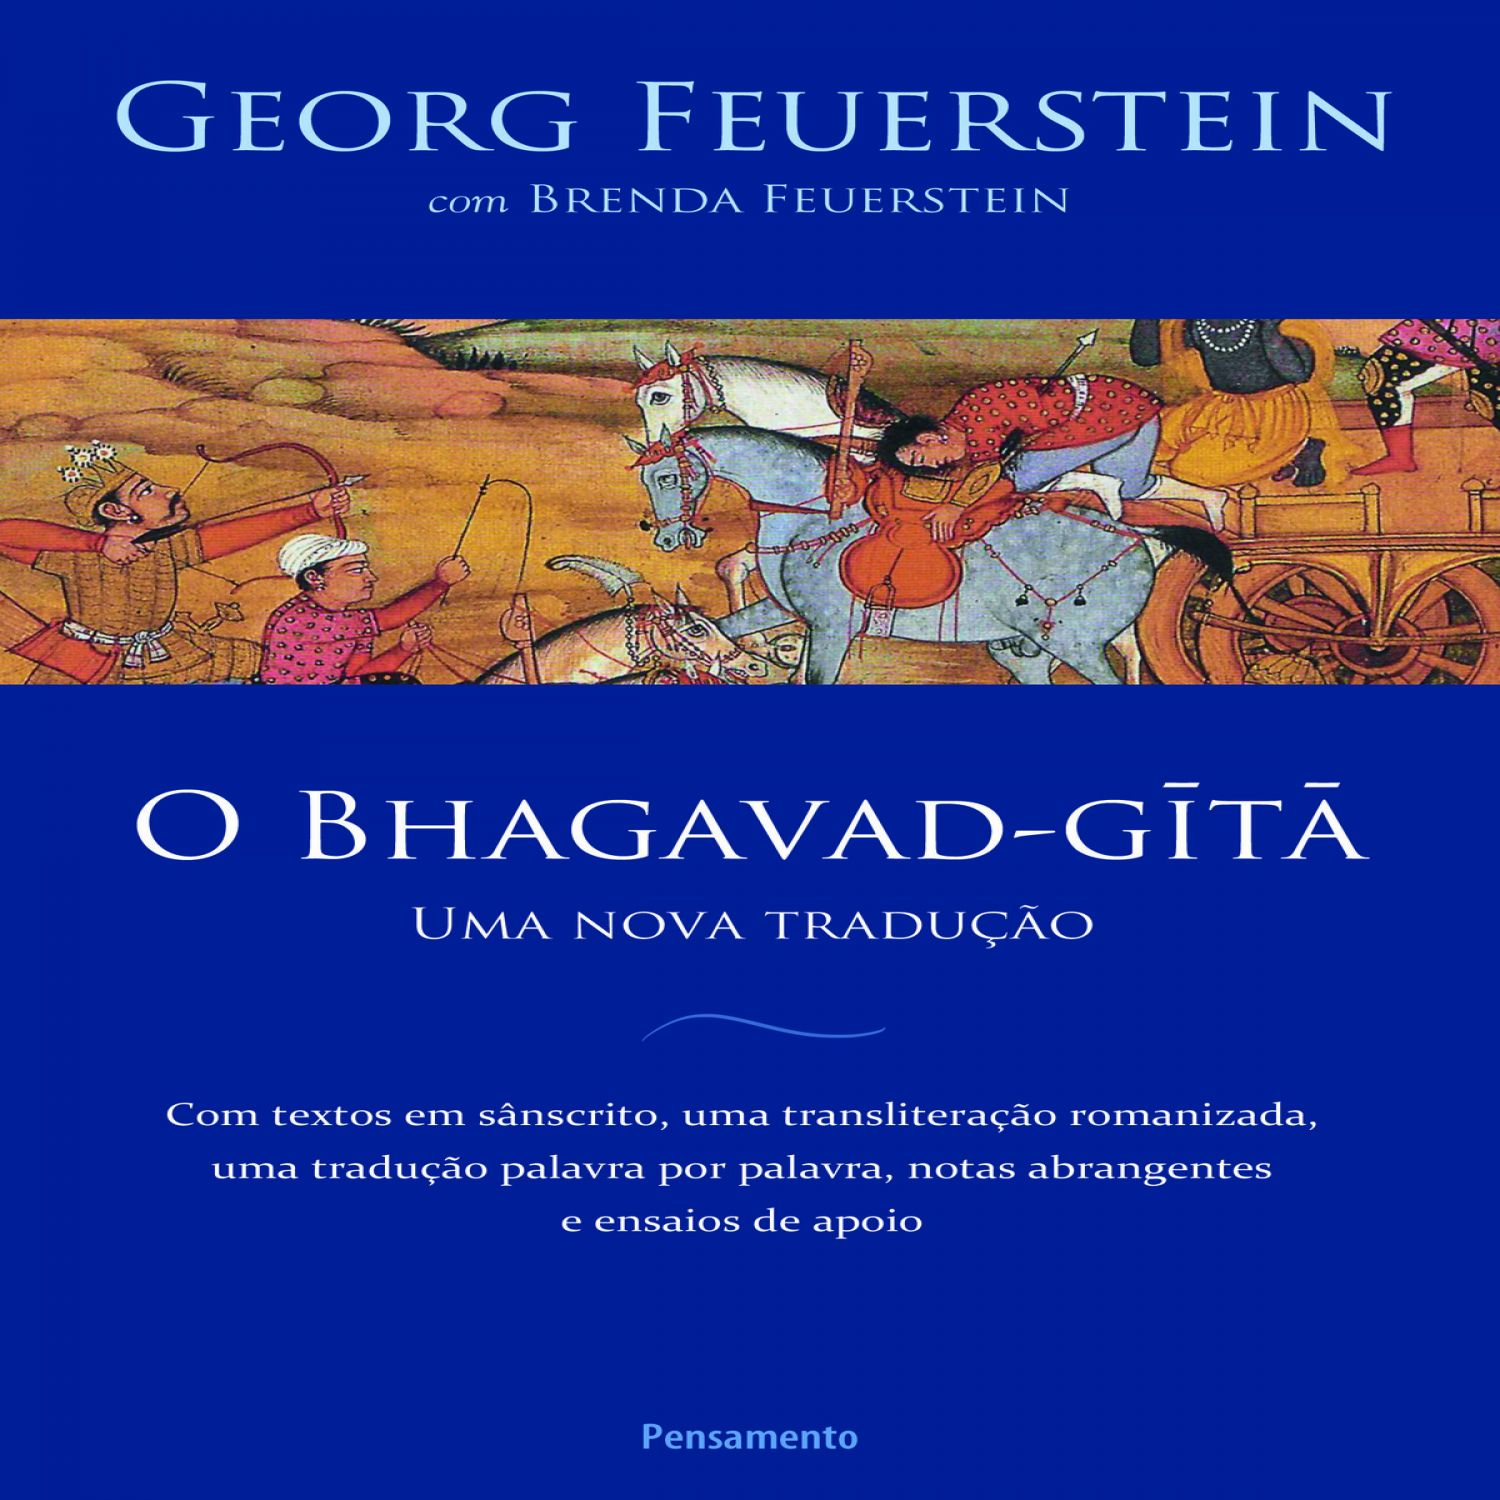 GEORG FEUERSTEIN
com BRENDA FEUERSTEIN
O BHAGAVAD-GĪTĀ
UMA NOVA TRADUÇÃO
Com textos em sânscrito, uma transliteração romanizada,
uma tradução palavra por palavra, notas abrangentes
e ensaios de apoio
Pensamento